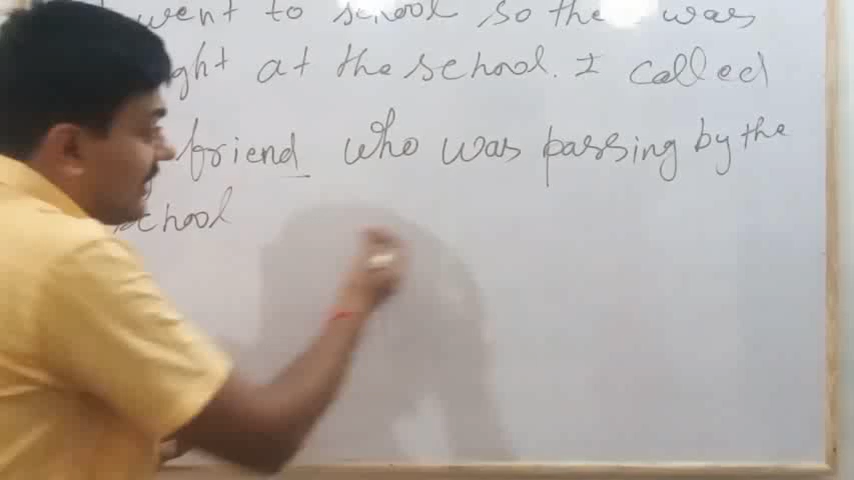 went to school so the was
ght at the school. I called
friend who was passing by the
school